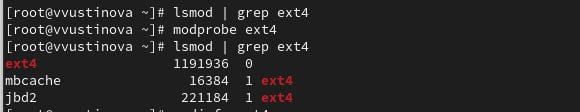 [root@vvustinova ~]# lsmod | grep ext4
[root@vvustinova ~]# modprobe ext4
[root@vvustinova ~]# lsmod | grep ext4
ext4                 1191936  0
mbcache                16384  1 ext4
jbd2                  221184  1 ext4